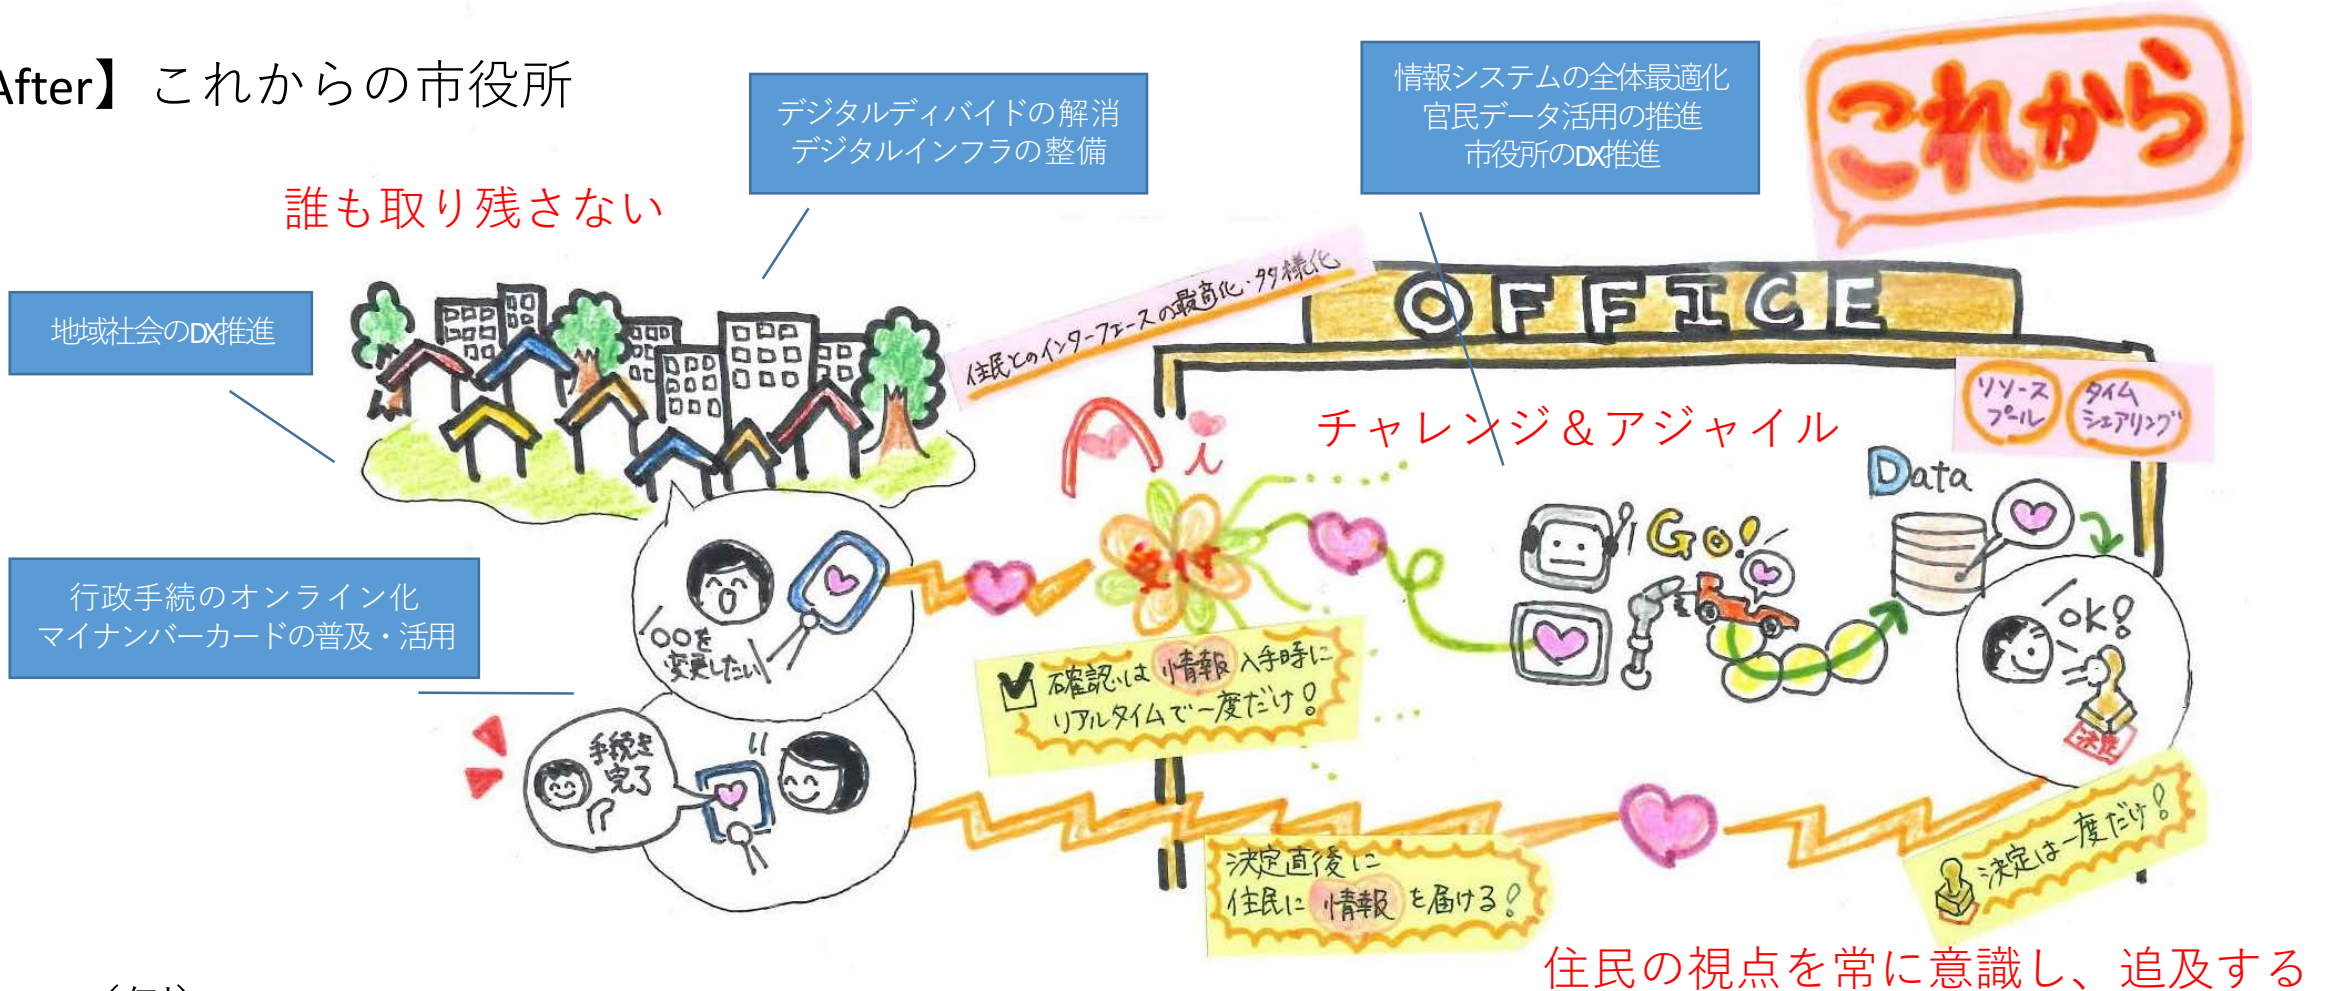 After】これからの市役所
これから
デジタルディバイドの解消
デジタルインフラの整備
情報システムの全体最適化
官民データ活用の推進
市役所のDX推進
誰も取り残さない
地域社会のDX推進
住民とのインターフェースの最適化・多様化
OFFICE
リソース
プール
タイム
シェアリング
チャレンジ＆アジャイル
Ai
Data
受付
Go!
行政手続のオンライン化
マイナンバーカードの普及・活用
〇〇を
変更したい
OK!
決定
確認は情報入手時に
リアルタイムで一度だけ!
手続き
完了
決定直後に
住民に情報を届ける!
決定は一度だけ!
住民の視点を常に意識し、追及する